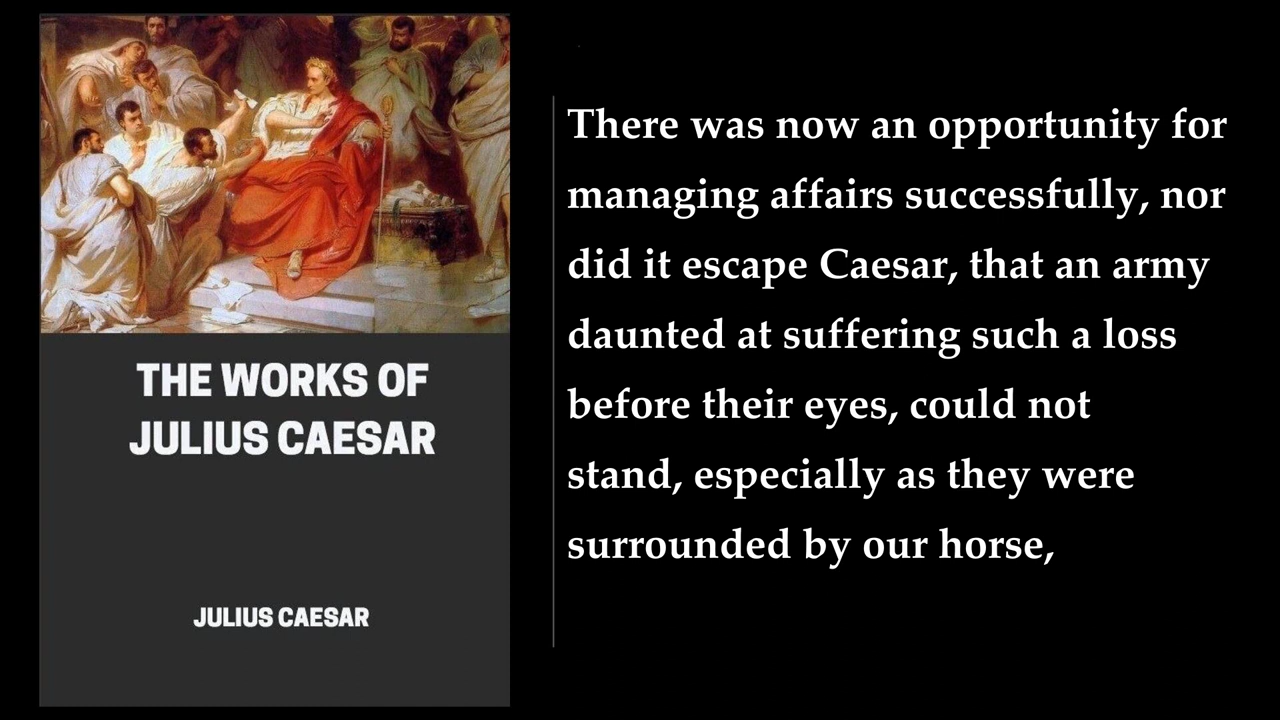 THE WORKS OF
JULIUS CAESAR
JULIUS CAESAR
There was now an opportunity for
managing affairs successfully, nor
did it escape Caesar, that an army
daunted at suffering such a loss
before their eyes, could not
stand, especially as they were
surrounded by our horse,